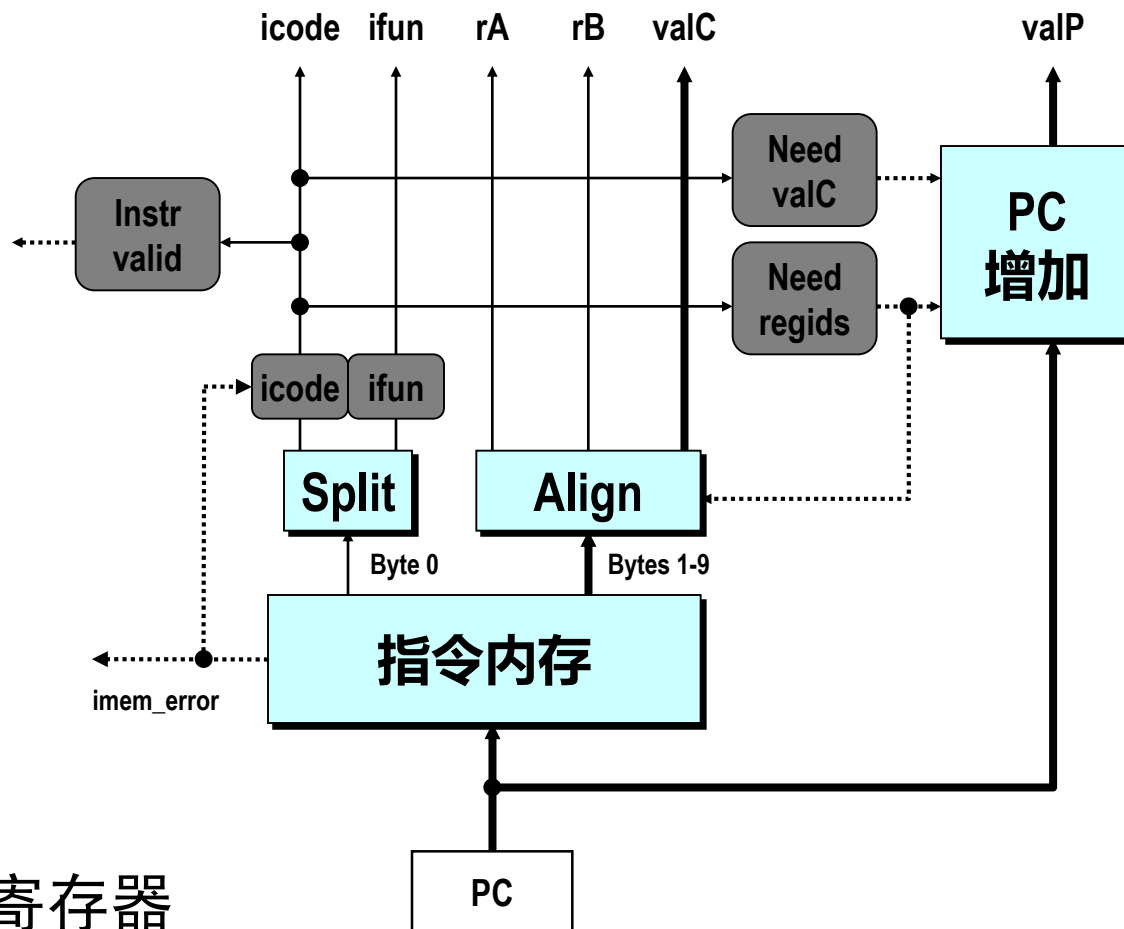 icode ifun rA rB valC valP
Need
valC
Instr
valid
PC
增加
Need
regids
icode ifun
Split
Align
Byte 0
Bytes 1-9
指令内存
imem_error
PC
寄存器